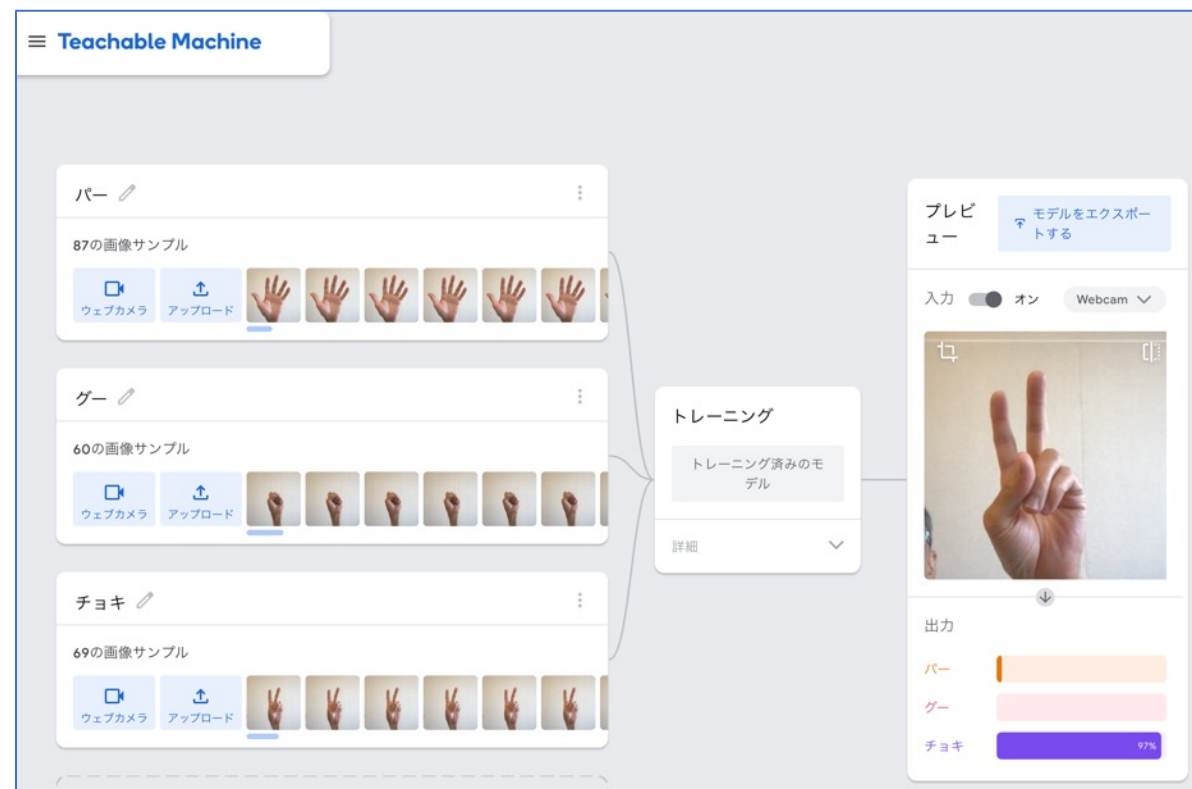 Teachable Machine
パー
87の画像サンプル
ウェブカメラ
アップロード
グー
60の画像サンプル
ウェブカメラ
アップロード
チョキ
69の画像サンプル
ウェブカメラ
アップロード
トレーニング
トレーニング済みのモ
デル
詳細
プレビ
ュー
モデルをエクスポー
トする
入力
オン
Webcam
出力
パー
グー
チョキ
97%